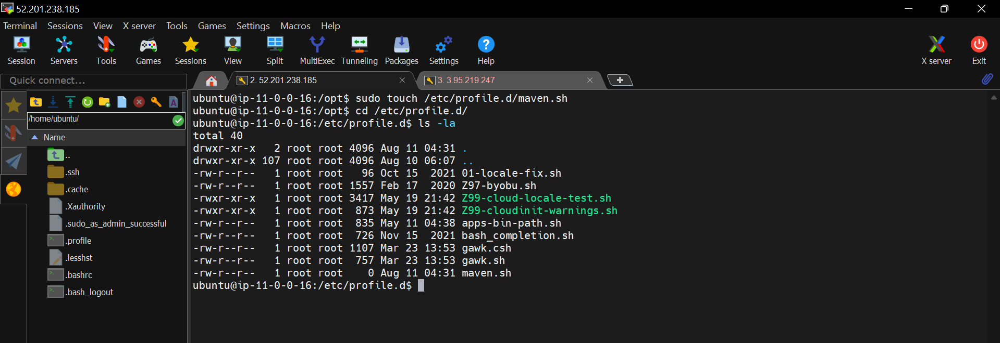 52.201.238.185
Terminal Sessions View X server Tools Games Settings Macros Help
Session Servers Tools Games Sessions View Split MultiExec Tunneling Packages Settings Help X server Exit
Quick connect...
2. 52.201.238.185
3. 3.95.219.247
/home/ubuntu/
Name
..
.ssh
.cache
.Xauthority
.sudo_as_admin_successful
.profile
.lesshst
.bashrc
.bash_logout
ubuntu@ip-11-0-0-16:/opt$ sudo touch /etc/profile.d/maven.sh
ubuntu@ip-11-0-0-16:/opt$ cd /etc/profile.d/
ubuntu@ip-11-0-0-16:/etc/profile.d$ ls -la
total 40
drwxr-xr-x   2 root root 4096 Aug 11 04:31 .
drwxr-xr-x 107 root root 4096 Aug 10 06:07 ..
-rw-r--r--   1 root root   96 Oct 15  2021 01-locale-fix.sh
-rw-r--r--   1 root root 1557 Feb 17  2020 Z97-byobu.sh
-rwxr-xr-x   1 root root 3417 May 19 21:42 Z99-cloud-locale-test.sh
-rwxr-xr-x   1 root root  873 May 19 21:42 Z99-cloudinit-warnings.sh
-rw-r--r--   1 root root  835 May 11 04:38 apps-bin-path.sh
-rw-r--r--   1 root root  726 Nov 15  2021 bash_completion.sh
-rw-r--r--   1 root root 1107 Mar 23 13:53 gawk.csh
-rw-r--r--   1 root root  757 Mar 23 13:53 gawk.sh
-rw-r--r--   1 root root    0 Aug 11 04:31 maven.sh
ubuntu@ip-11-0-0-16:/etc/profile.d$